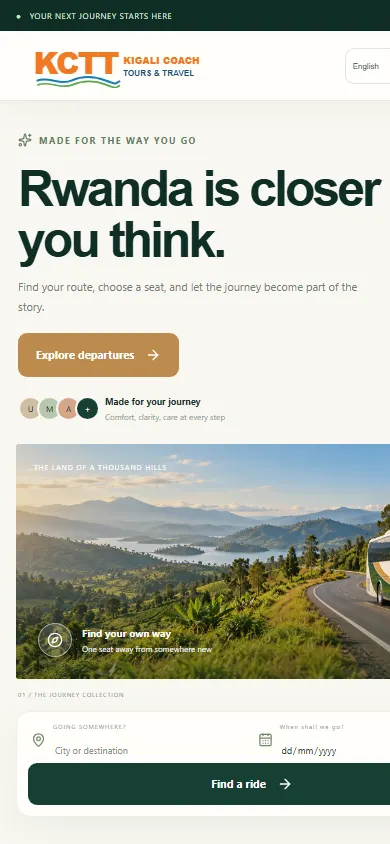 YOUR NEXT JOURNEY STARTS HERE
KCTT KIGALI COACH
TOURS & TRAVEL
English
MADE FOR THE WAY YOU GO
Rwanda is closer
you think.
Find your route, choose a seat, and let the journey become part of the
story.
Explore departures
U M A +
Made for your journey
Comfort, clarity, care at every step
THE LAND OF A THOUSAND HILLS
Find your own way
One seat away from somewhere new
01 / THE JOURNEY COLLECTION
GOING SOMEWHERE?
City or destination
When shall we go?
dd/mm/yyyy
Find a ride